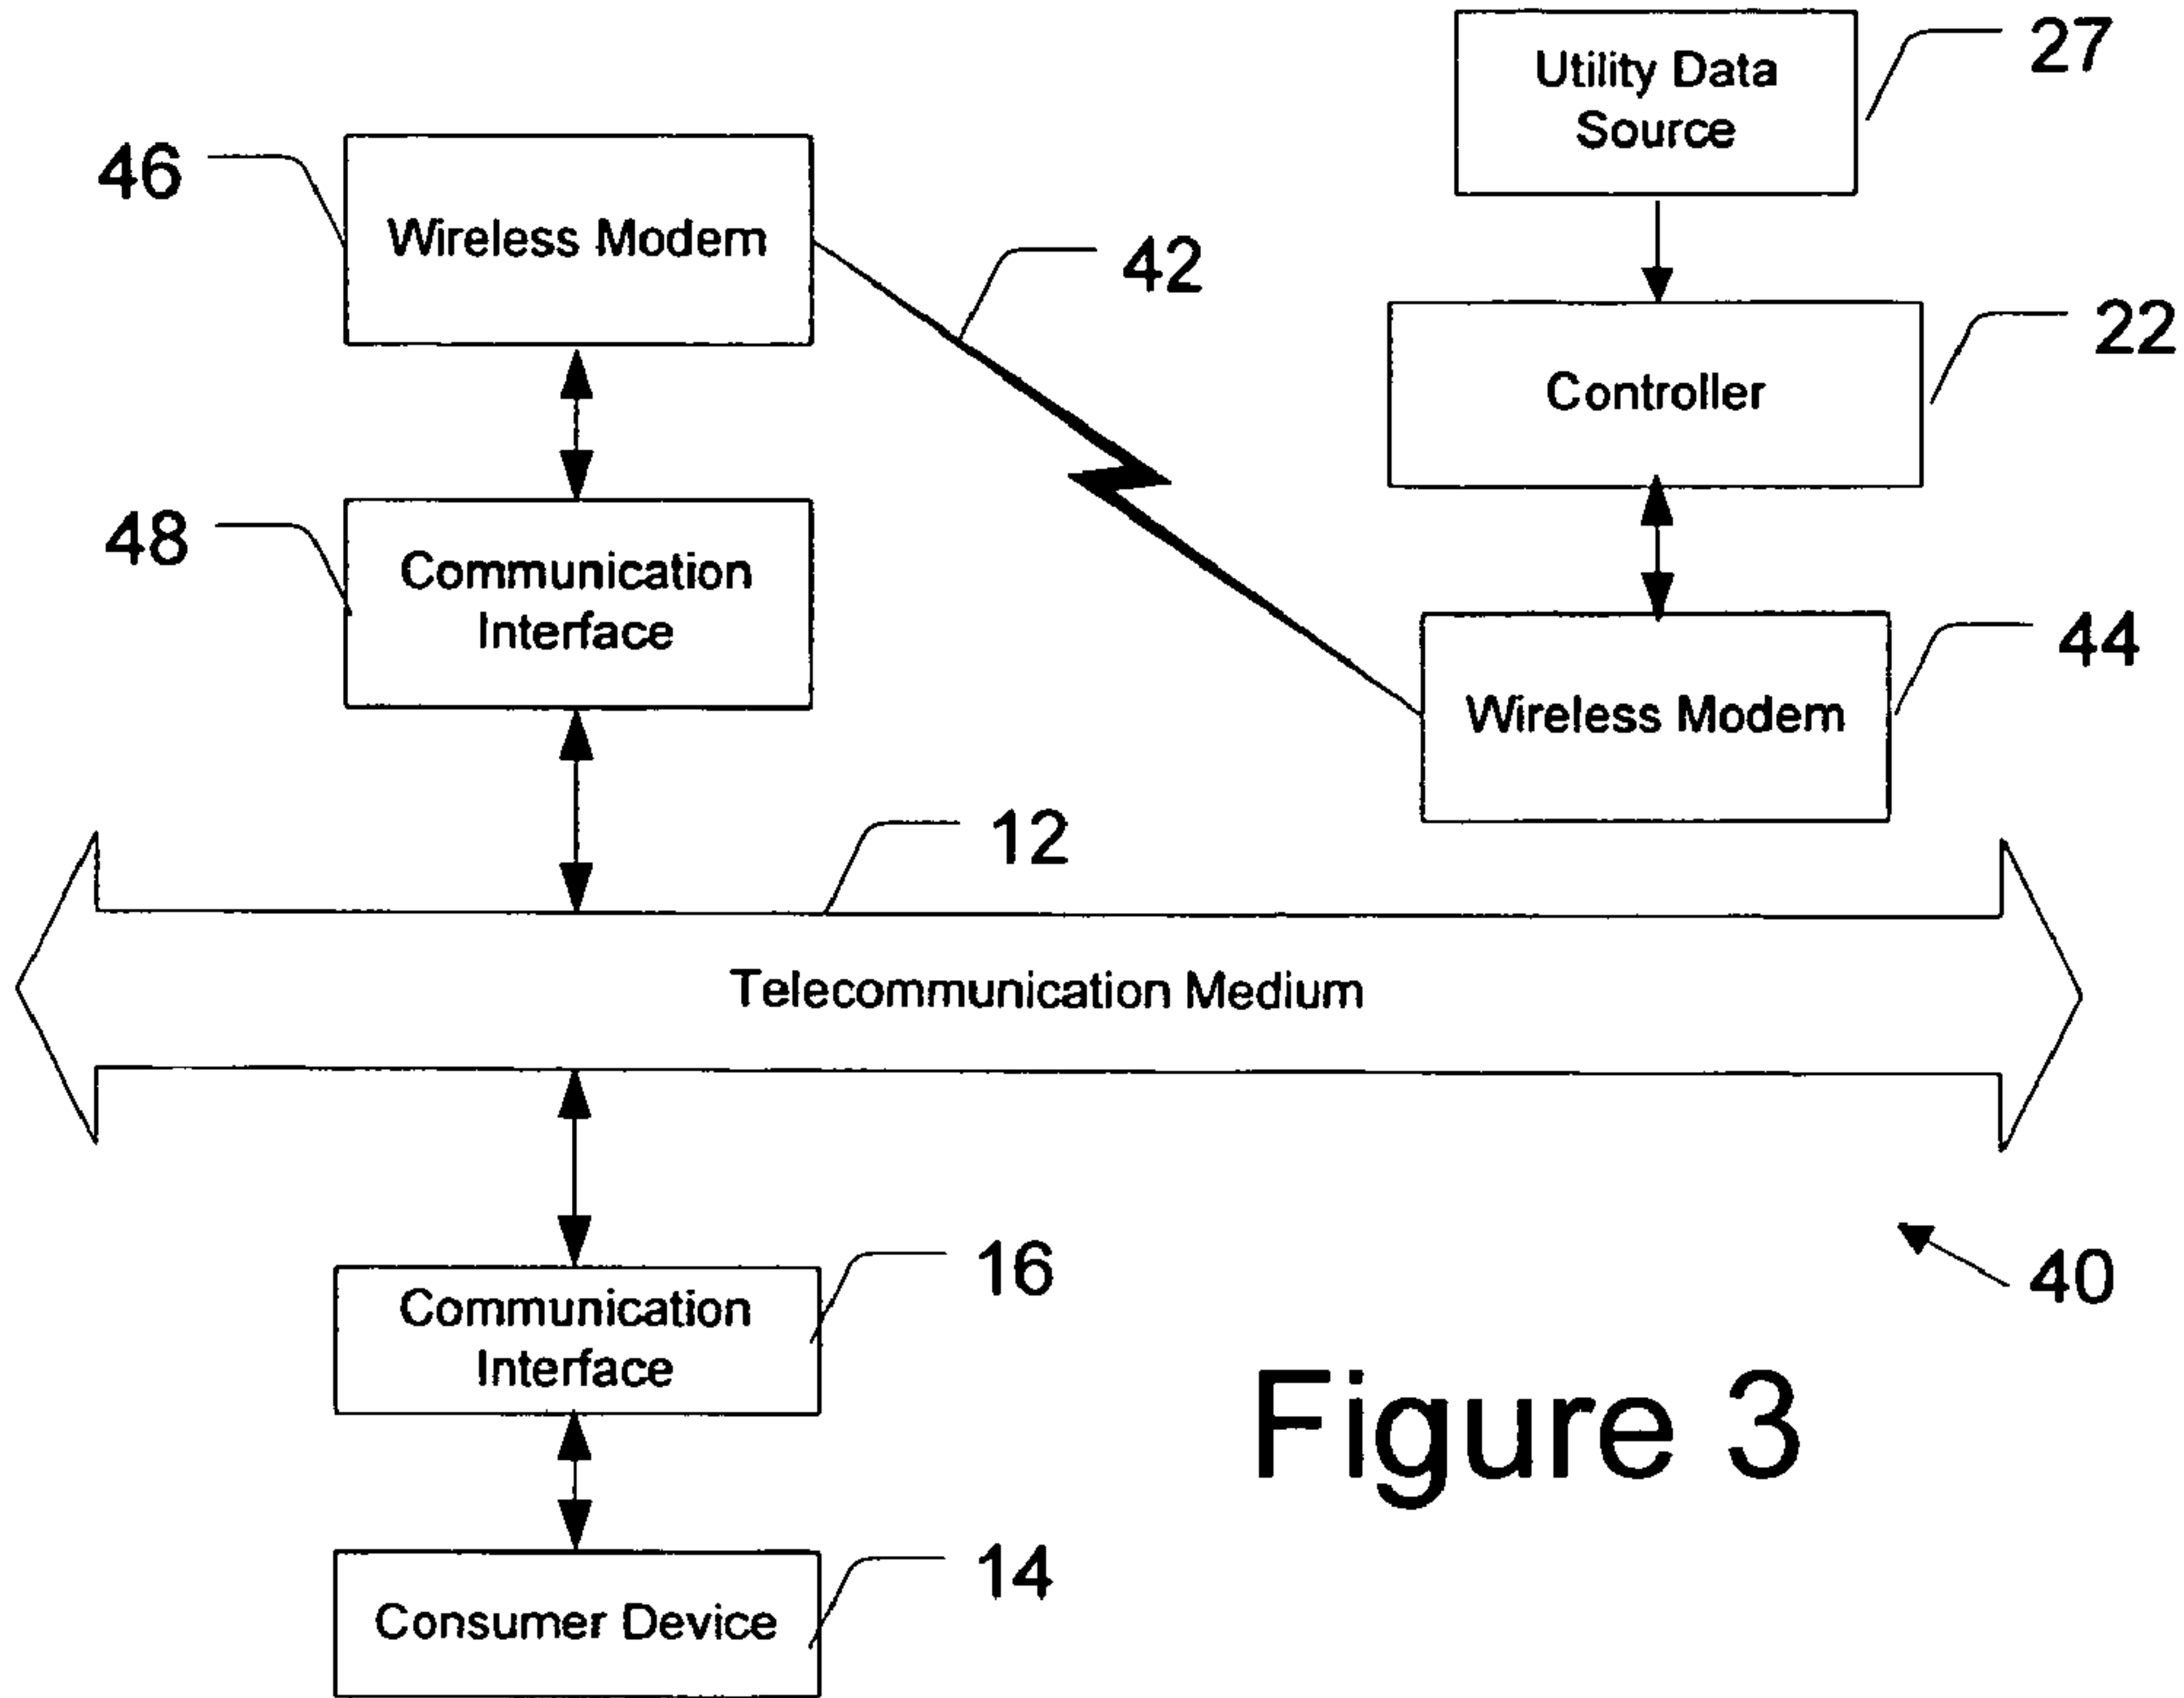 Utility Data
Source
27
46
Wireless Modem
42
Controller
22
48
Communication
Interface
Wireless Modem
44
12
Telecommunication Medium
Communication
Interface
16
40
Figure 3
Consumer Device
14